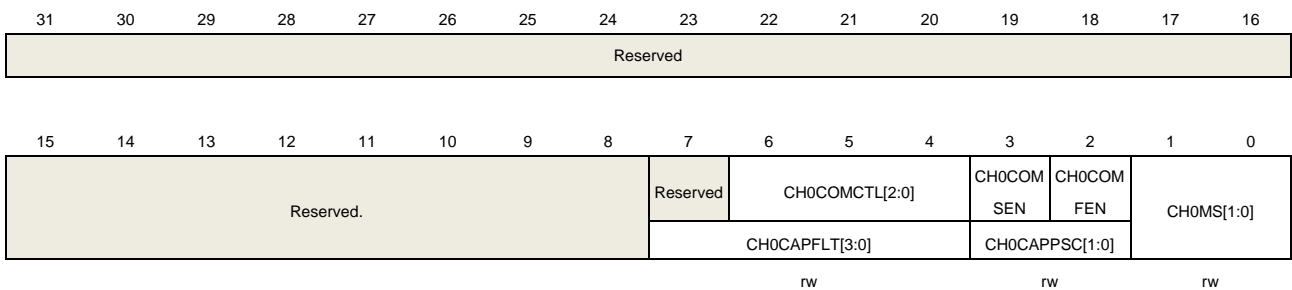 31 30 29 28 27 26 25 24 23 22 21 20 19 18 17 16
Reserved
15 14 13 12 11 10 9 8 7 6 5 4 3 2 1 0
Reserved.
Reserved
CH0COMCTL[2:0]
CH0COM
SEN
CH0COM
FEN
CH0MS[1:0]
CH0CAPFLT[3:0]
CH0CAPPSC[1:0]
rw rw rw